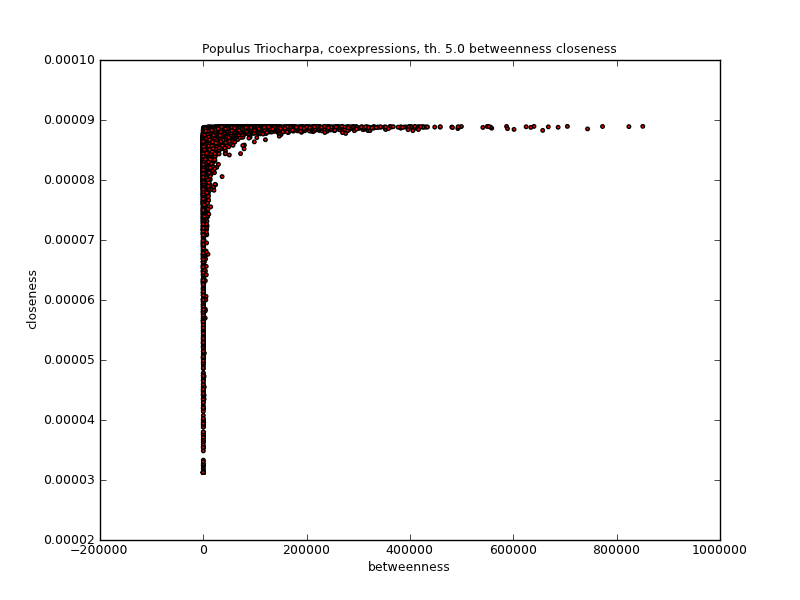 Populus Triocharpa, coexpressions, th. 5.0 betweenness closeness
0.00010
0.00009
0.00008
0.00007
0.00006
0.00005
0.00004
0.00003
0.00002
closeness
−200000 0 200000 400000 600000 800000 1000000
betweenness